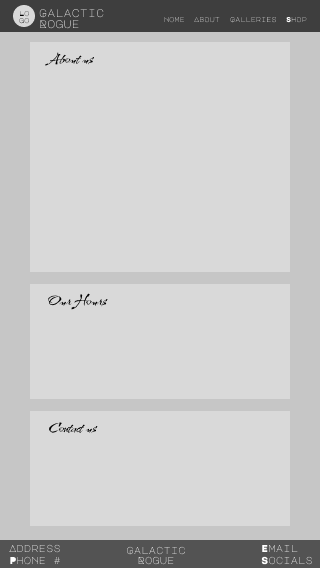 LO
GO
GALACTIC
ROGUE
HOME ABOUT GALLERIES SHOP
About us
Our Hours
Contact us
ADDRESS
PHONE #
GALACTIC
ROGUE
EMAIL
SOCIALS